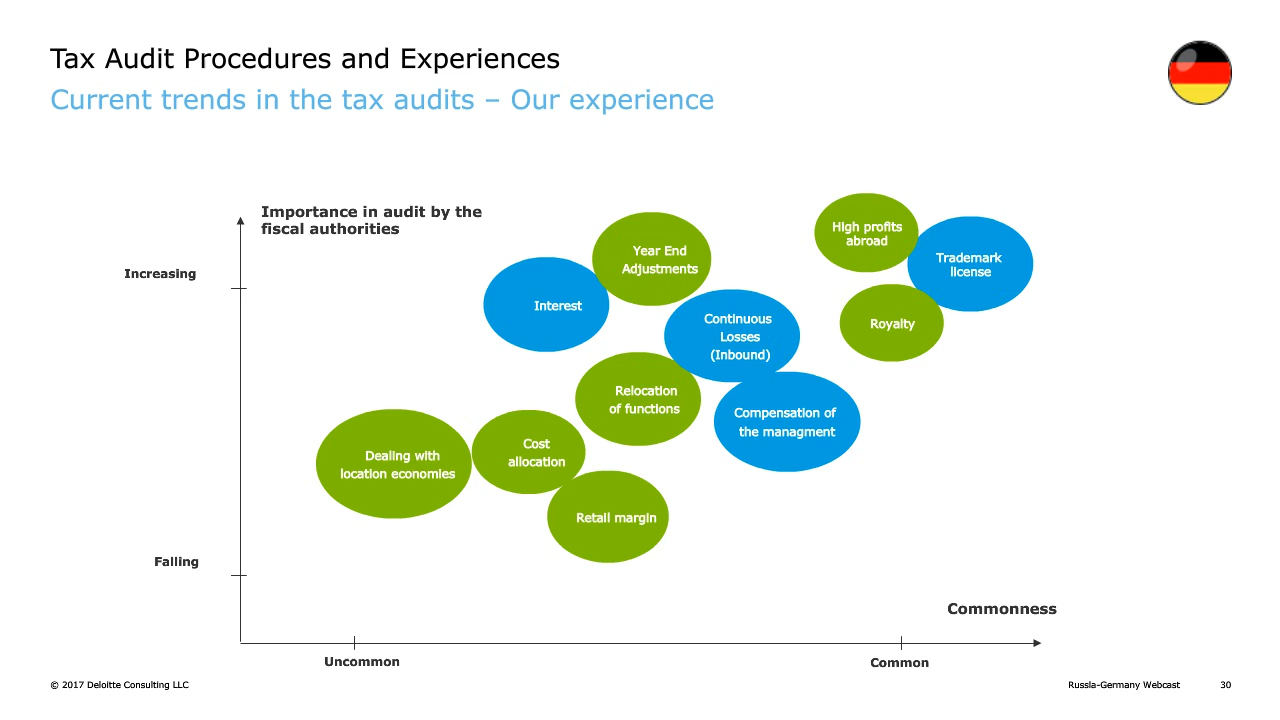 Tax Audit Procedures and Experiences
Current trends in the tax audits – Our experience
Importance in audit by the
fiscal authorities
Increasing
Falling
High profits
abroad
Trademark
license
Year End
Adjustments
Interest
Continuous
Losses
(Inbound)
Royalty
Relocation
of functions
Compensation of
the managment
Dealing with
location economies
Cost
allocation
Retail margin
Commonness
Uncommon
Common
© 2017 Deloitte Consulting LLC
Russia-Germany Webcast
30